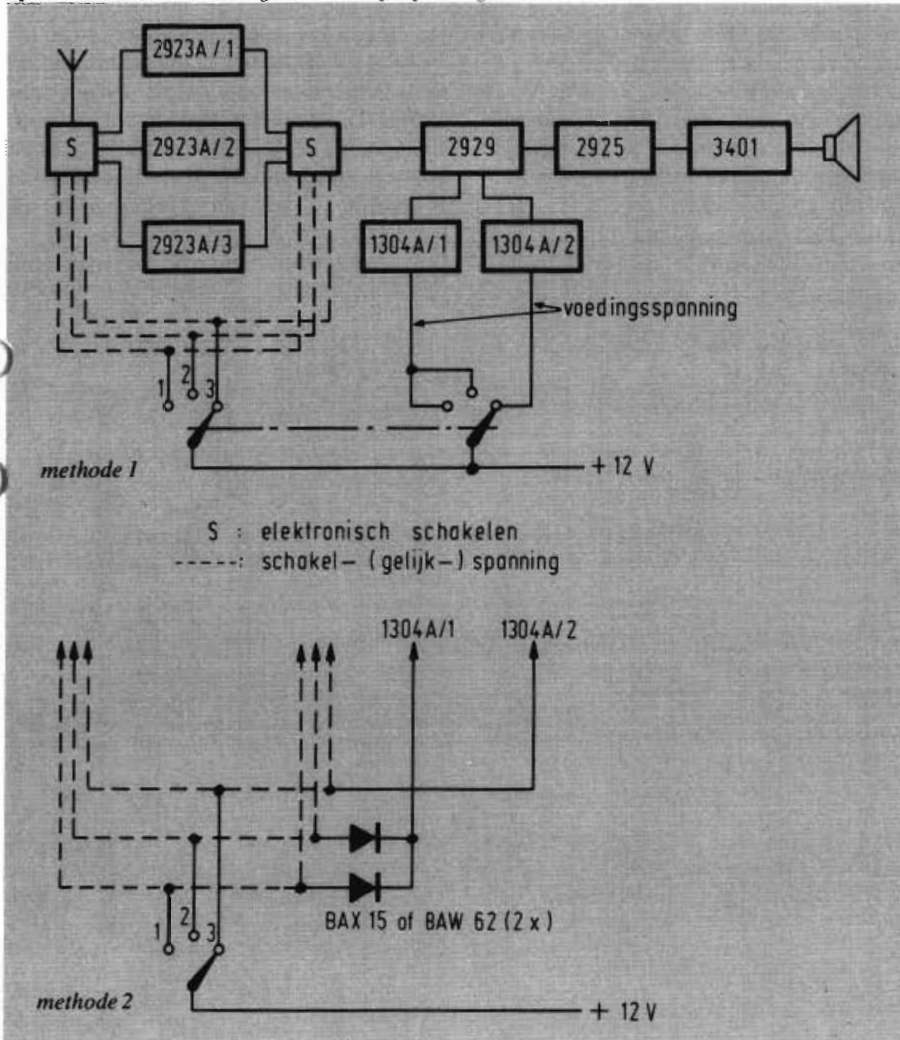 2923A / 1
S
2923A/2
S
2929
2925
3401
2923A/3
1304A/1
1304A/2
voedingsspanning
1
2
3
methode 1
+ 12 V
S : elektronisch schakelen
-----: schakel- (gelijk-) spanning
1304A/1
1304A/2
1
2
3
BAX 15 of BAW 62 (2x)
methode 2
+ 12 V